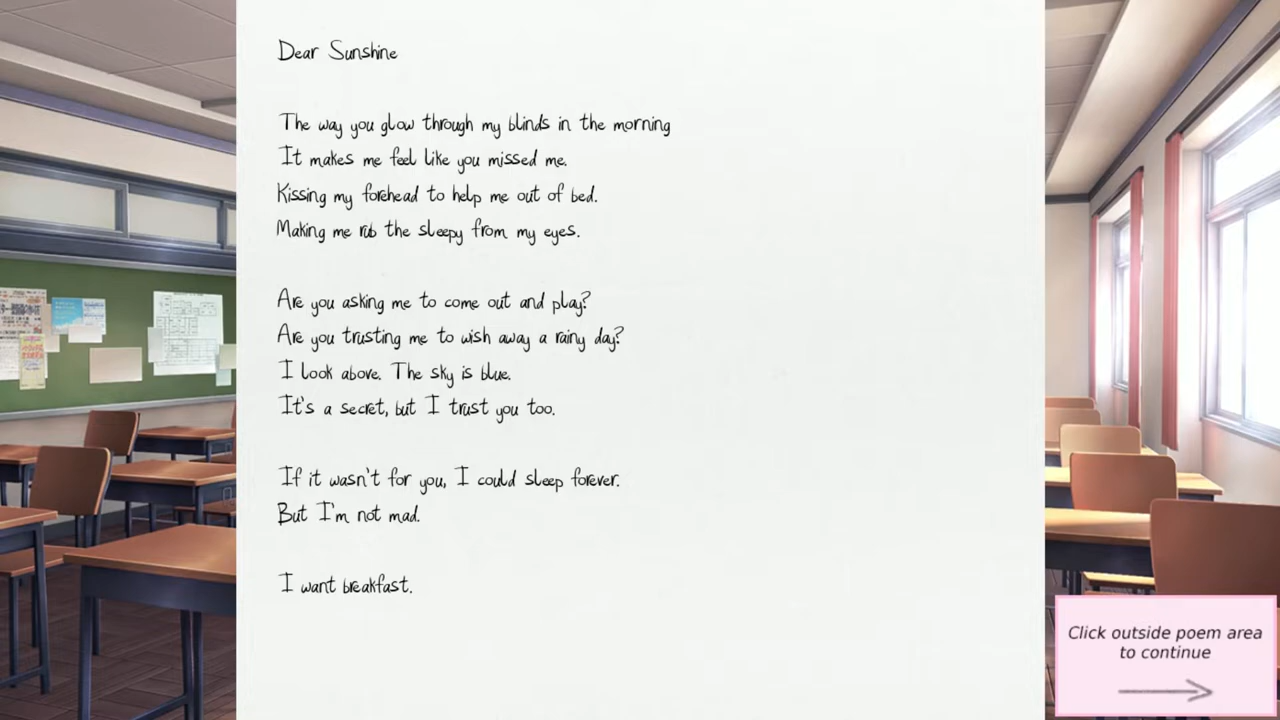 Dear Sunshine
The way you glow through my blinds in the morning
It makes me feel like you missed me.
Kissing my forehead to help me out of bed.
Making me rub the sleepy from my eyes.
Are you asking me to come out and play?
Are you trusting me to wish away a rainy day?
I look above. The sky is blue.
It's a secret, but I trust you too.
If it wasn't for you, I could sleep forever.
But I'm not mad.
I want breakfast.
Click outside poem area
to continue